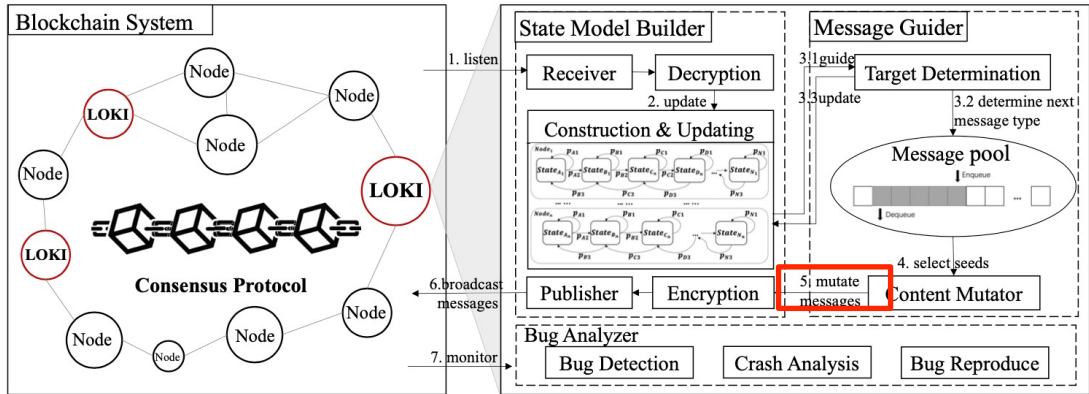 Blockchain System
Node
Node
LOKI
Node
Node
LOKI
LOKI
Consensus Protocol
Node
Node
Node
Node
1. listen
6.broadcast
messages
7. monitor
State Model Builder
Receiver
Decryption
2. update
Construction & Updating
Publisher
Encryption
Message Guider
3.1guide
3.3update
Target Determination
3.2 determine next
message type
Message pool
Enqueue
...
Dequeue
4. select seeds
5. mutate
messages
Content Mutator
Bug Analyzer
Bug Detection
Crash Analysis
Bug Reproduce